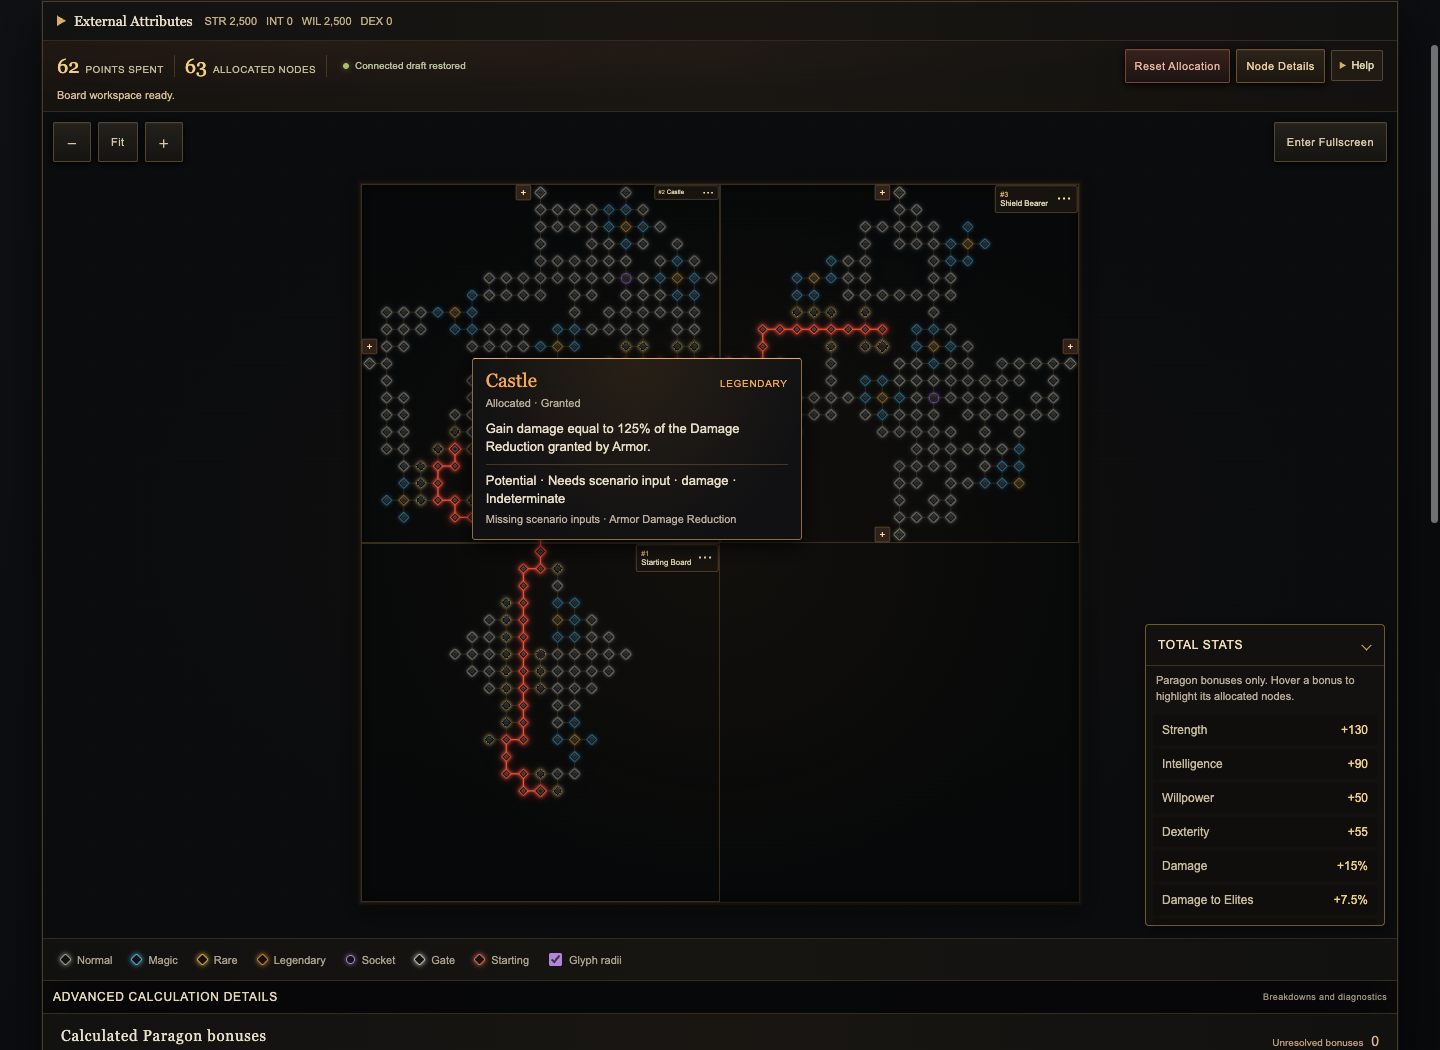 External Attributes STR 2,500 INT 0 WIL 2,500 DEX 0
62 POINTS SPENT 63 ALLOCATED NODES Connected draft restored
Reset Allocation Node Details Help
Board workspace ready.
− Fit + Enter Fullscreen
+ #2 Castle ... + #3
Shield Bearer ...
+ +
Castle LEGENDARY
Allocated · Granted
Gain damage equal to 125% of the Damage
Reduction granted by Armor.
Potential · Needs scenario input · damage ·
Indeterminate
Missing scenario inputs · Armor Damage Reduction
+
#1
Starting Board ...
TOTAL STATS
Paragon bonuses only. Hover a bonus to
highlight its allocated nodes.
Strength +130
Intelligence +90
Willpower +50
Dexterity +55
Damage +15%
Damage to Elites +7.5%
Normal Magic Rare Legendary Socket Gate Starting Glyph radii
ADVANCED CALCULATION DETAILS Breakdowns and diagnostics
Calculated Paragon bonuses Unresolved bonuses 0